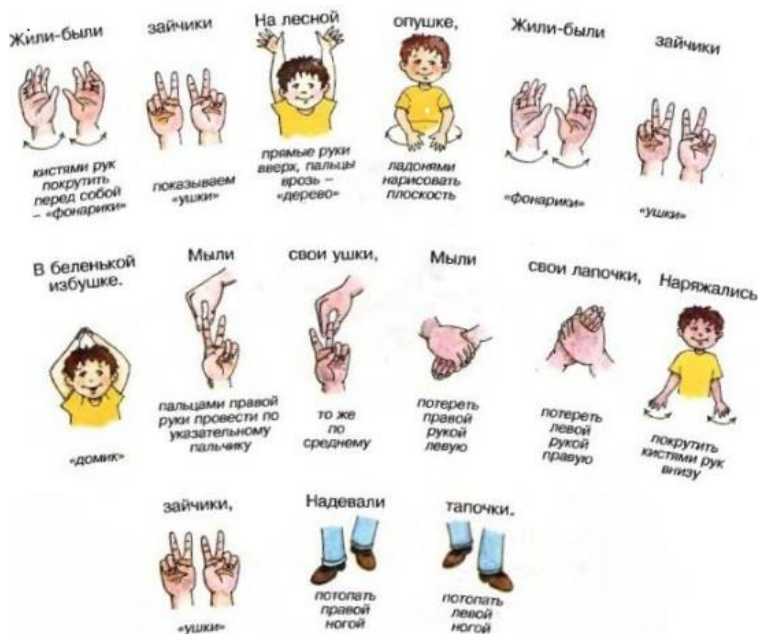 Жили-были зайчики На лесной опушке, Жили-были зайчики
кистями рук
покрутить
перед собой
– «фонарики»
показываем
"ушки"
прямые руки
вверх, пальцы
врозь –
«дерево»
ладонями
нарисовать
плоскость
«фонарики»
«ушки»
В беленькой
избушке.
Мыли свои ушки, Мыли свои лапочки, Наряжались
«домик»
пальцами правой
руки провести по
указательному
пальчику
то же
по
среднему
потереть
правой
рукой
левую
потереть
левой
рукой
правую
покрутить
кистями рук
внизу
зайчики, Надевали тапочки.
«ушки»
потопать
правой
ногой
потопать
левой
ногой